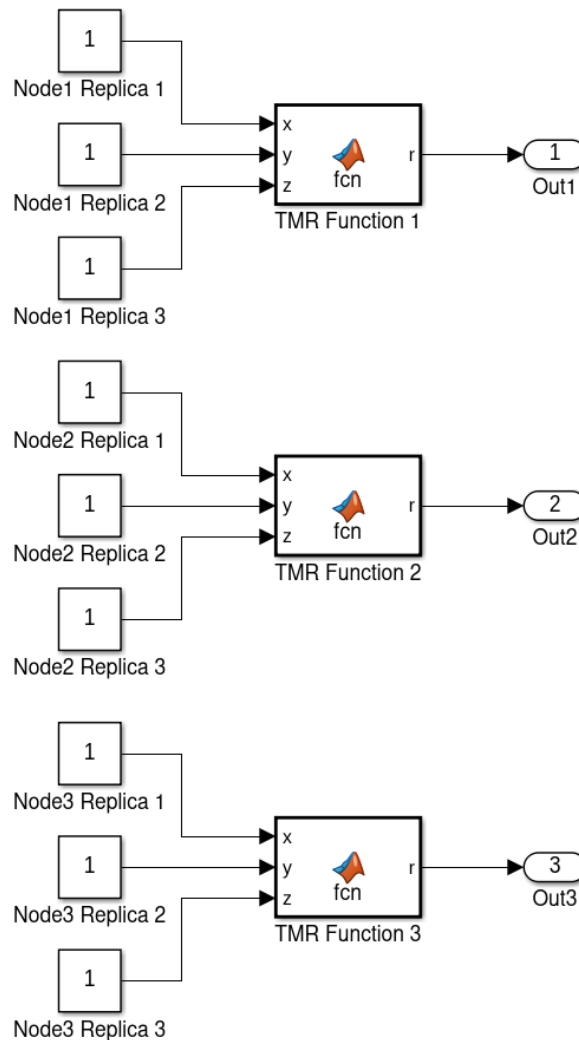 1
Node1 Replica 1
1
Node1 Replica 2
1
Node1 Replica 3
x
y
z
fcn
r
TMR Function 1
1
Out1
1
Node2 Replica 1
1
Node2 Replica 2
1
Node2 Replica 3
x
y
z
fcn
r
TMR Function 2
2
Out2
1
Node3 Replica 1
1
Node3 Replica 2
1
Node3 Replica 3
x
y
z
fcn
r
TMR Function 3
3
Out3